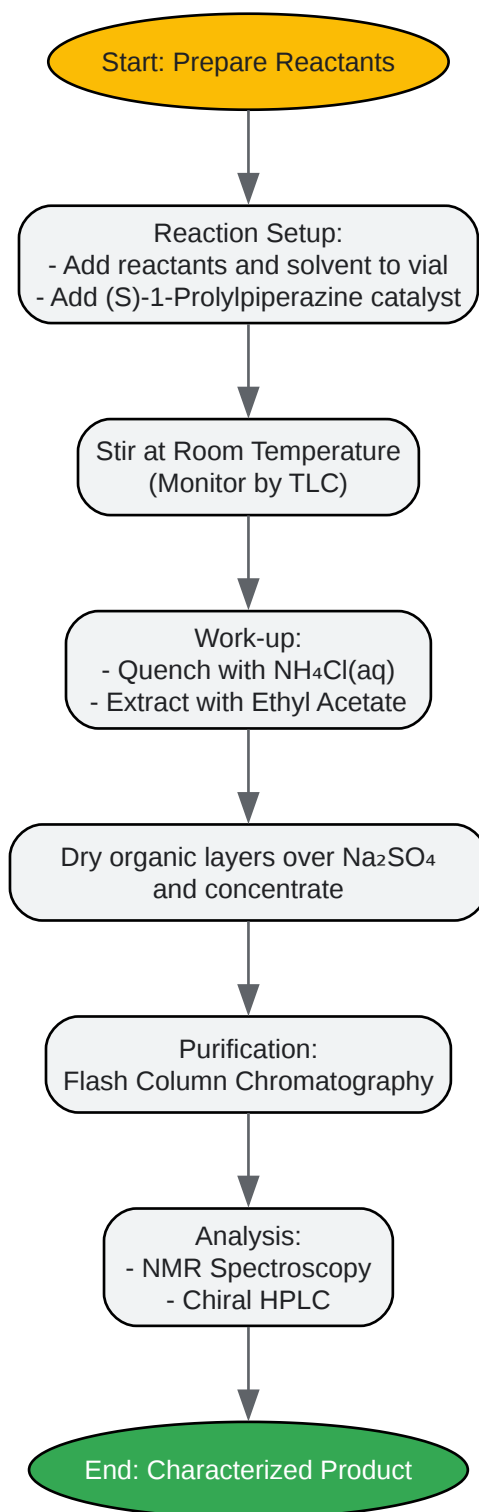 Start: Prepare Reactants
Reaction Setup:
- Add reactants and solvent to vial
- Add (S)-1-Prolylpiperazine catalyst
Stir at Room Temperature
(Monitor by TLC)
Work-up:
- Quench with NH₄Cl(aq)
- Extract with Ethyl Acetate
Dry organic layers over Na₂SO₄
and concentrate
Purification:
Flash Column Chromatography
Analysis:
- NMR Spectroscopy
- Chiral HPLC
End: Characterized Product